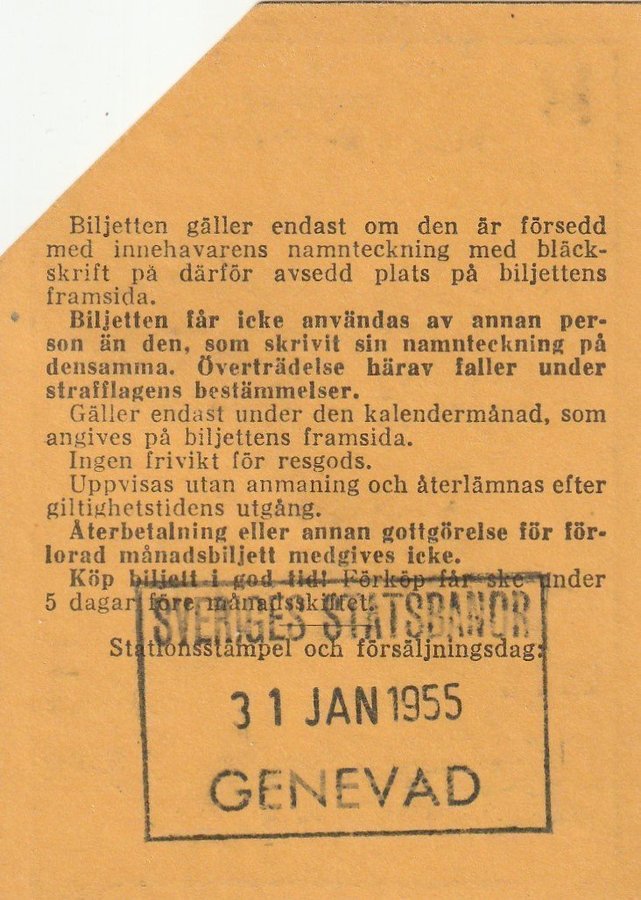 Biljetten gäller endast om den är försedd
med innehavarens namnteckning med bläck-
skrift på därför avsedd plats på biljettens
framsida.
Biljetten får icke användas av annan per-
son än den, som skrivit sin namnteckning på
densamma. Överträdelse härav faller under
strafflagens bestämmelser.
Gäller endast under den kalendermånad, som
angives på biljettens framsida.
Ingen frivikt för resgods.
Uppvisas utan anmaning och återlämnas efter
giltighetstidens utgång.
Återbetalning eller annan gottgörelse för för-
lorad månadsbiljett medgives icke.
Köp biljett i god tid! Förköp får ske under
5 dagar före månadsskiftet.
SVERIGES STATSBANOR
Stationsstämpel och försäljningsdag:
31 JAN 1955
GENEVAD